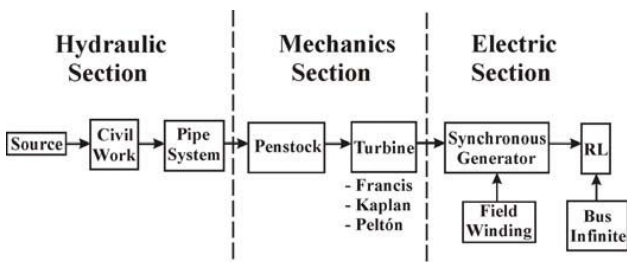 Hydraulic
Section
Mechanics
Section
Electric
Section
Source
Civil
Work
Pipe
System
Penstock
Turbine
- Francis
- Kaplan
- Peltón
Synchronous
Generator
RL
Field
Winding
Bus
Infinite